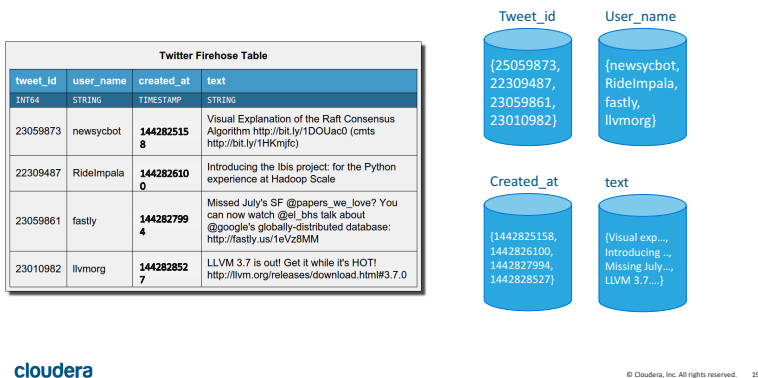 Twitter Firehose Table
tweet_id user_name created_at text
INT64 STRING TIMESTAMP STRING
23059873 newsycbot 144282515
8
Visual Explanation of the Raft Consensus
Algorithm http://bit.ly/1DOUac0 (cmts
http://bit.ly/1HKmjfc)
22309487 RideImpala 144282610
0
Introducing the Ibis project: for the Python
experience at Hadoop Scale
23059861 fastly 144282799
4
Missed July's SF @papers_we_love? You
can now watch @el_bhs talk about
@google's globally-distributed database:
http://fastly.us/1eVz8MM
23010982 llvmorg 144282852
7
LLVM 3.7 is out! Get it while it's HOT!
http://llvm.org/releases/download.html#3.7.0
Tweet_id
{25059873,
22309487,
23059861,
23010982}
User_name
{newsycbot,
RideImpala,
fastly,
llvmorg}
Created_at
{1442825158,
1442826100,
1442827994,
1442828527}
text
{Visual exp...,
Introducing ..,
Missing July...,
LLVM 3.7....}
cloudera
© Cloudera, Inc. All rights reserved.